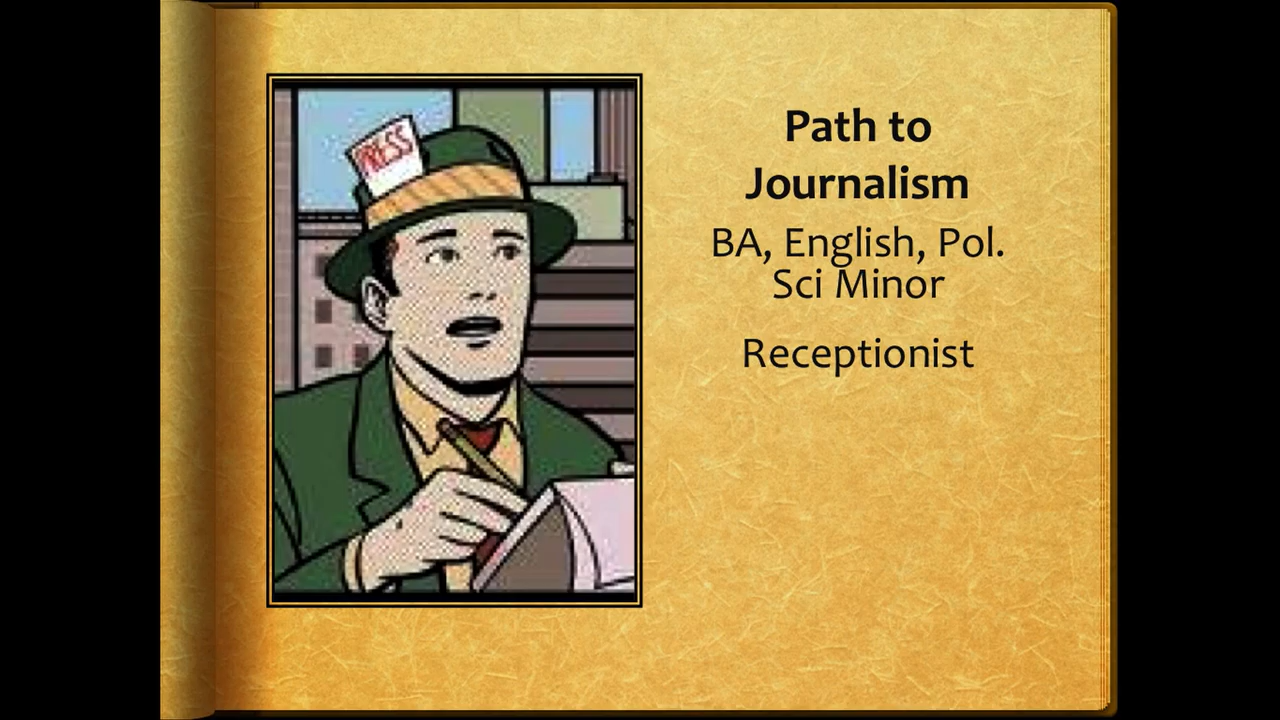 PRESS
Path to
Journalism
BA, English, Pol.
Sci Minor
Receptionist